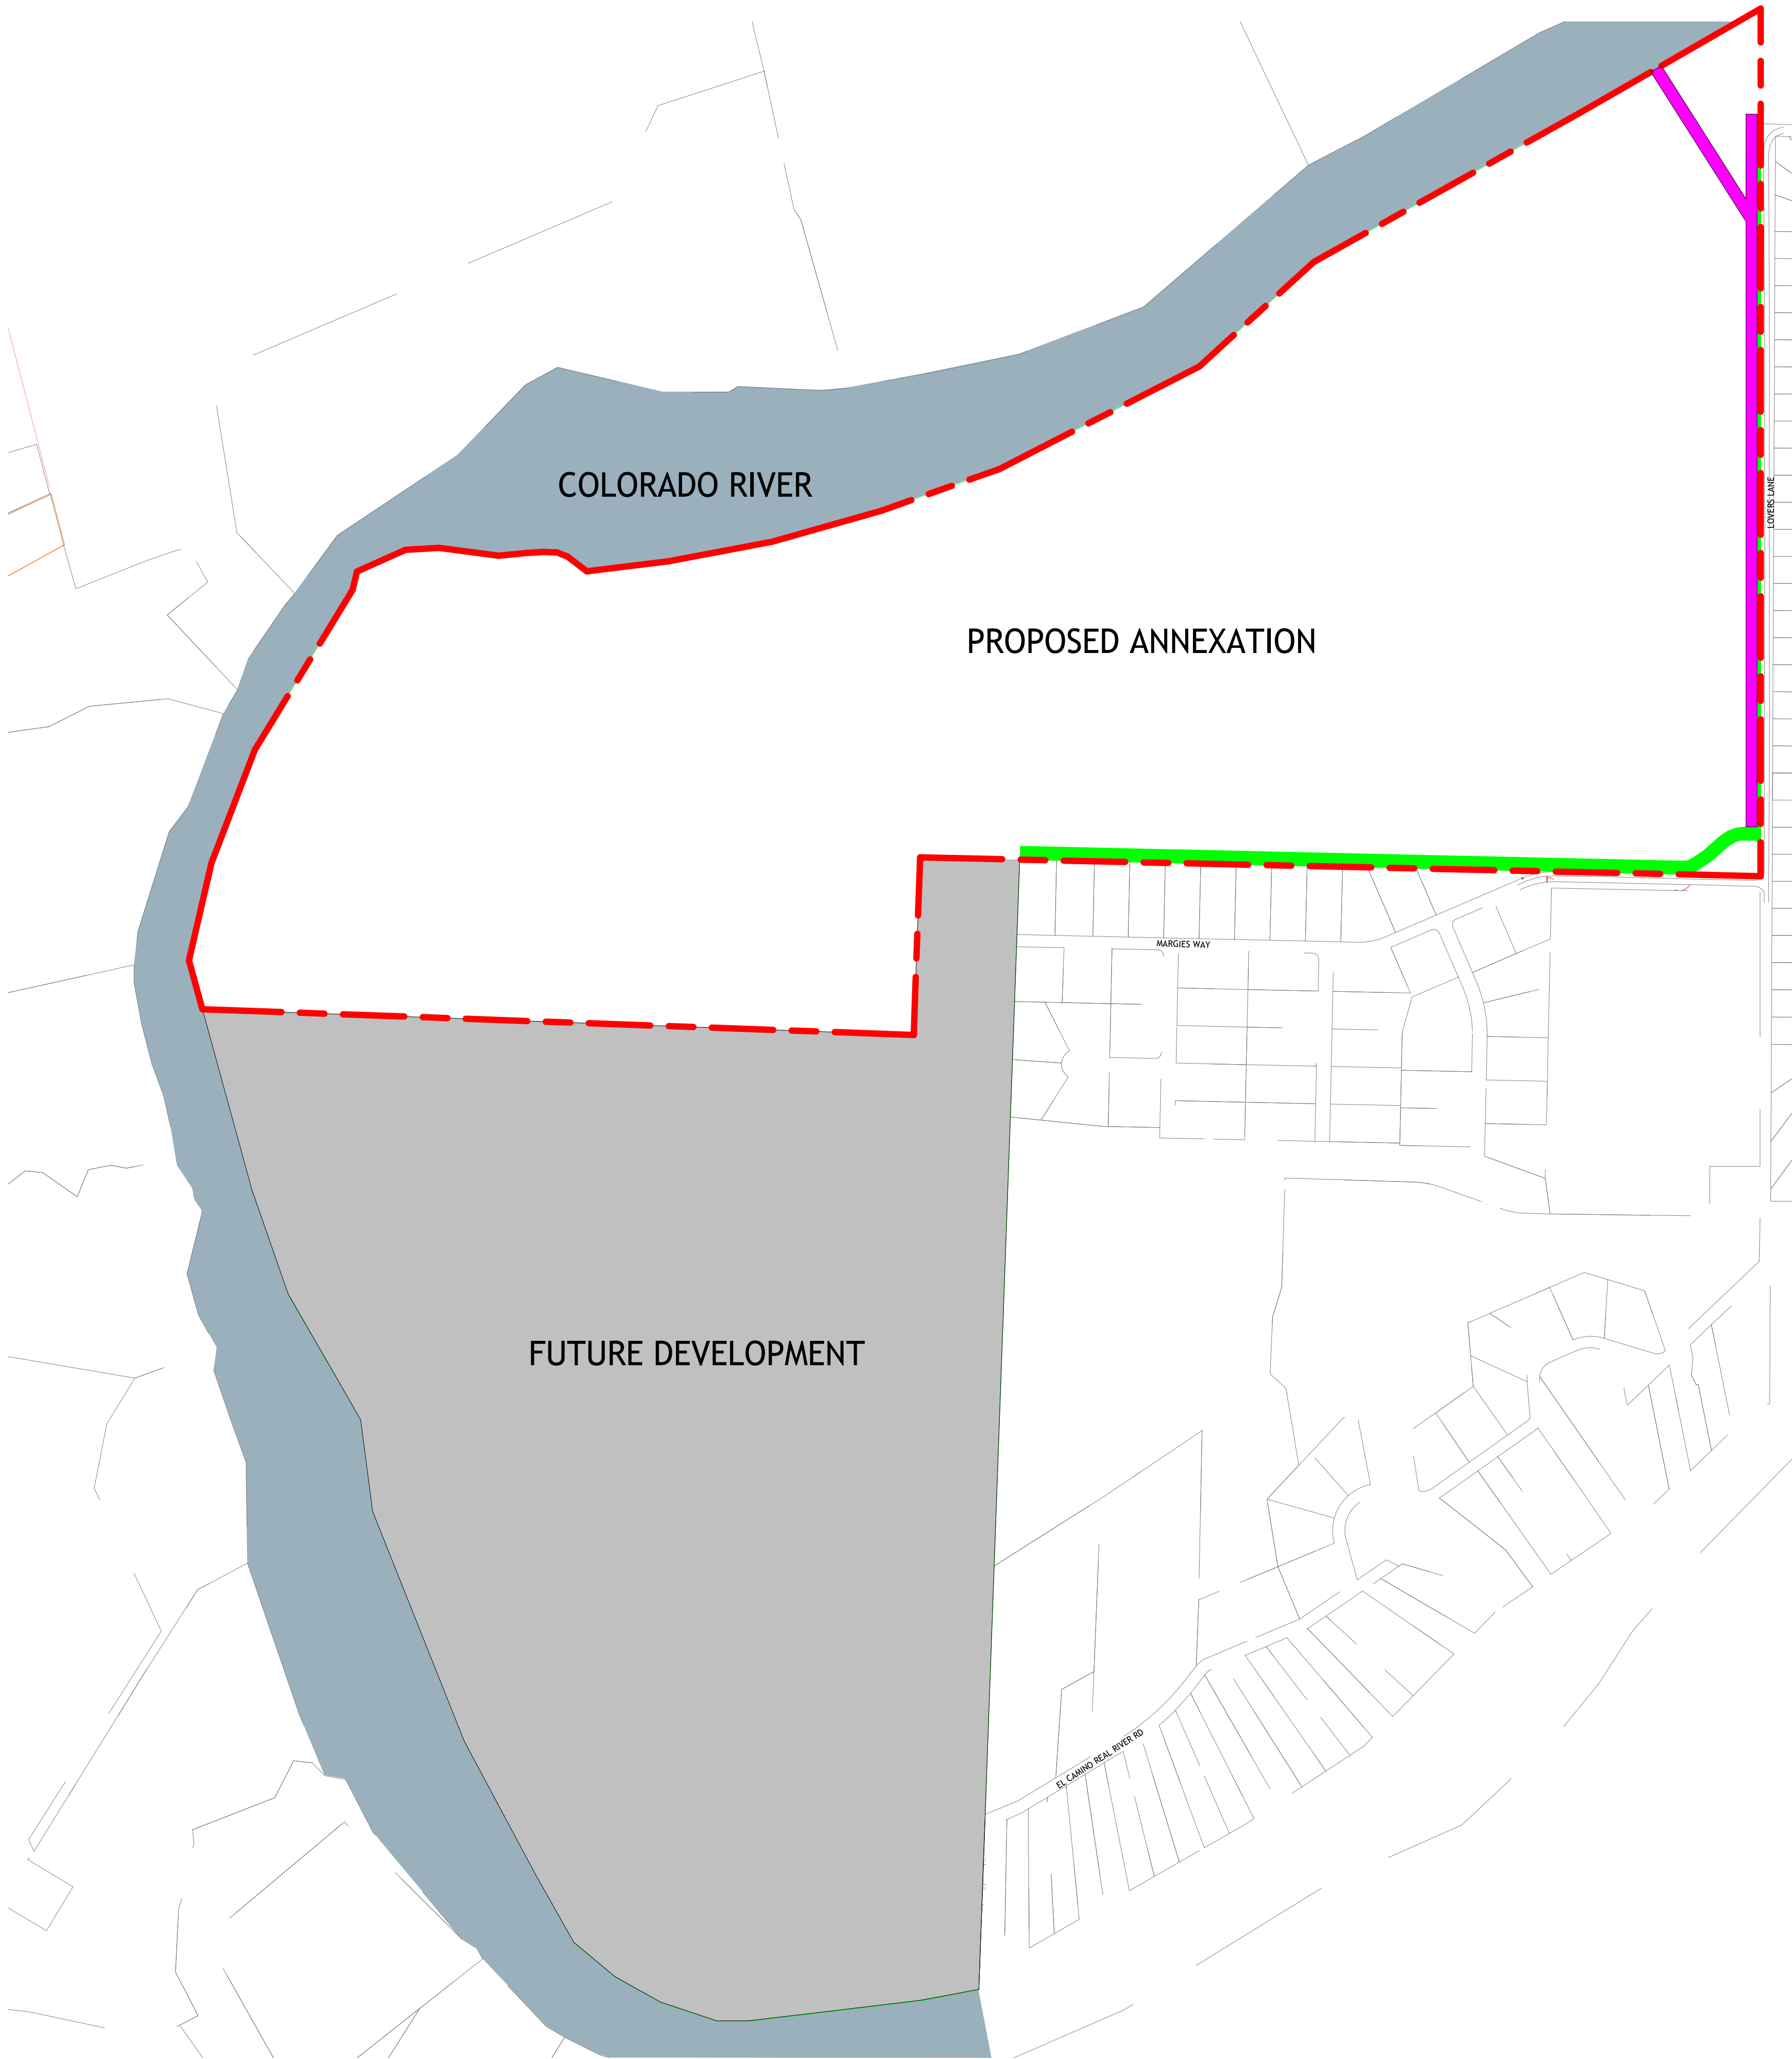 COLORADO RIVER
LOVERS LANE
PROPOSED ANNEXATION
MARGIES WAY
FUTURE DEVELOPMENT
EL CAMINO REAL RIVER RD